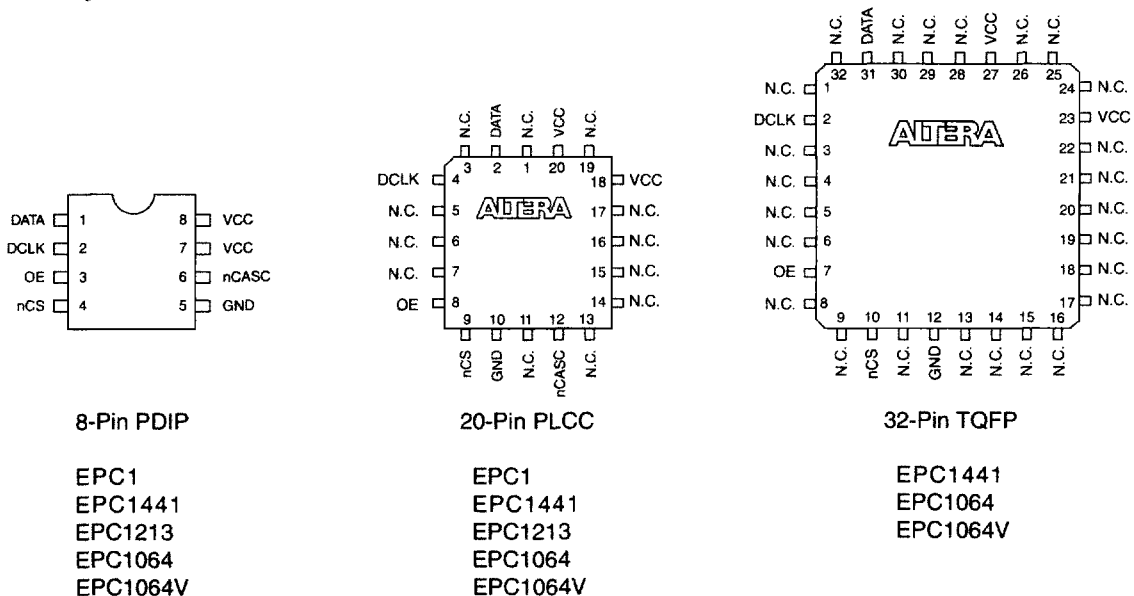 DATA 1 8 VCC
DCLK 2 7 VCC
OE 3 6 nCASC
nCS 4 5 GND
8-Pin PDIP
EPC1
EPC1441
EPC1213
EPC1064
EPC1064V
N.C. DATA N.C. VCC N.C.
3 2 1 20 19
DCLK 4 18 VCC
ALTERA
N.C. 5 17 N.C.
N.C. 6 16 N.C.
N.C. 7 15 N.C.
OE 8 14 N.C.
9 10 11 12 13
nCS GND N.C. nCASC N.C.
20-Pin PLCC
EPC1
EPC1441
EPC1213
EPC1064
EPC1064V
N.C. DATA N.C. N.C. N.C. VCC N.C. N.C.
32 31 30 29 28 27 26 25
N.C. 1 24 N.C.
DCLK 2 23 VCC
ALTERA
N.C. 3 22 N.C.
N.C. 4 21 N.C.
N.C. 5 20 N.C.
N.C. 6 19 N.C.
OE 7 18 N.C.
N.C. 8 17 N.C.
9 10 11 12 13 14 15 16
N.C. nCS N.C. GND N.C. N.C. N.C. N.C.
32-Pin TQFP
EPC1441
EPC1064
EPC1064V